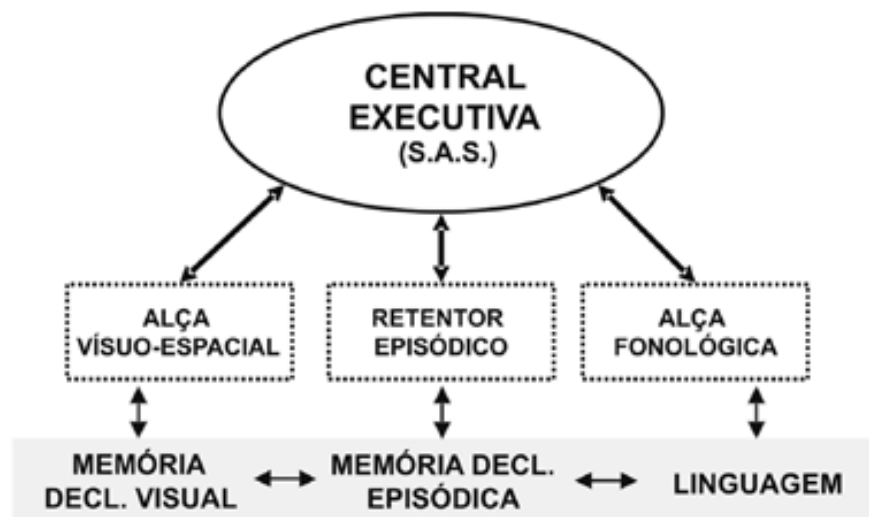 CENTRAL
EXECUTIVA
(S.A.S.)
ALÇA
VÍSUO-ESPACIAL
RETENTOR
EPISÓDICO
ALÇA
FONOLÓGICA
MEMÓRIA
DECL. VISUAL
MEMÓRIA DECL.
EPISÓDICA
LINGUAGEM